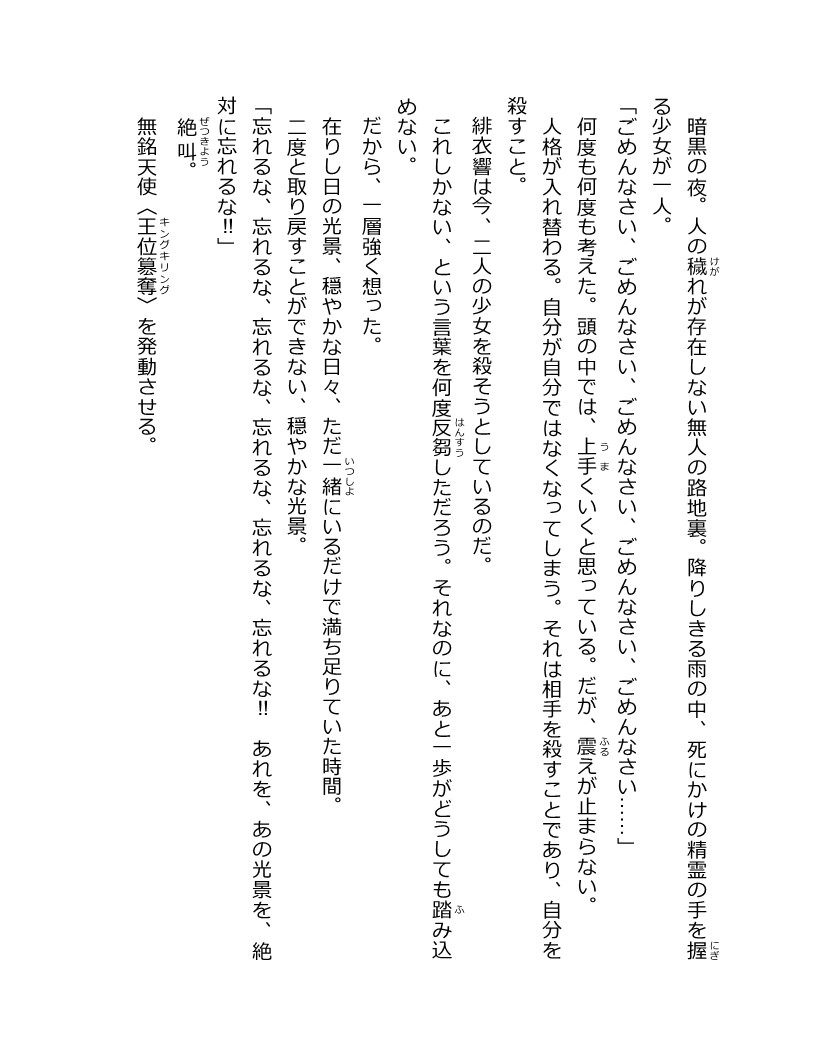 暗黒の夜。人の穢れが存在しない無人の路地裏。降りしきる雨の中、死にかけの精霊の手を握
る少女が一人。
「ごめんなさい、ごめんなさい、ごめんなさい、ごめんなさい、ごめんなさい……」
何度も何度も考えた。頭の中では、上手くいくと思っている。だが、震えが止まらない。
人格が入れ替わる。自分が自分ではなくなってしまう。それは相手を殺すことであり、自分を
殺すこと。
緋衣響は今、二人の少女を殺そうとしているのだ。
これしかない、という言葉を何度反芻しただろう。それなのに、あと一歩がどうしても踏み込
めない。
だから、一層強く想った。
在りし日の光景、穏やかな日々、ただ一緒にいるだけで満ち足りていた時間。
二度と取り戻すことができない、穏やかな光景。
「忘れるな、忘れるな、忘れるな、忘れるな、忘れるな、忘れるな‼　あれを、あの光景を、絶
対に忘れるな‼」
絶叫。
無銘天使〈王位簒奪〉を発動させる。